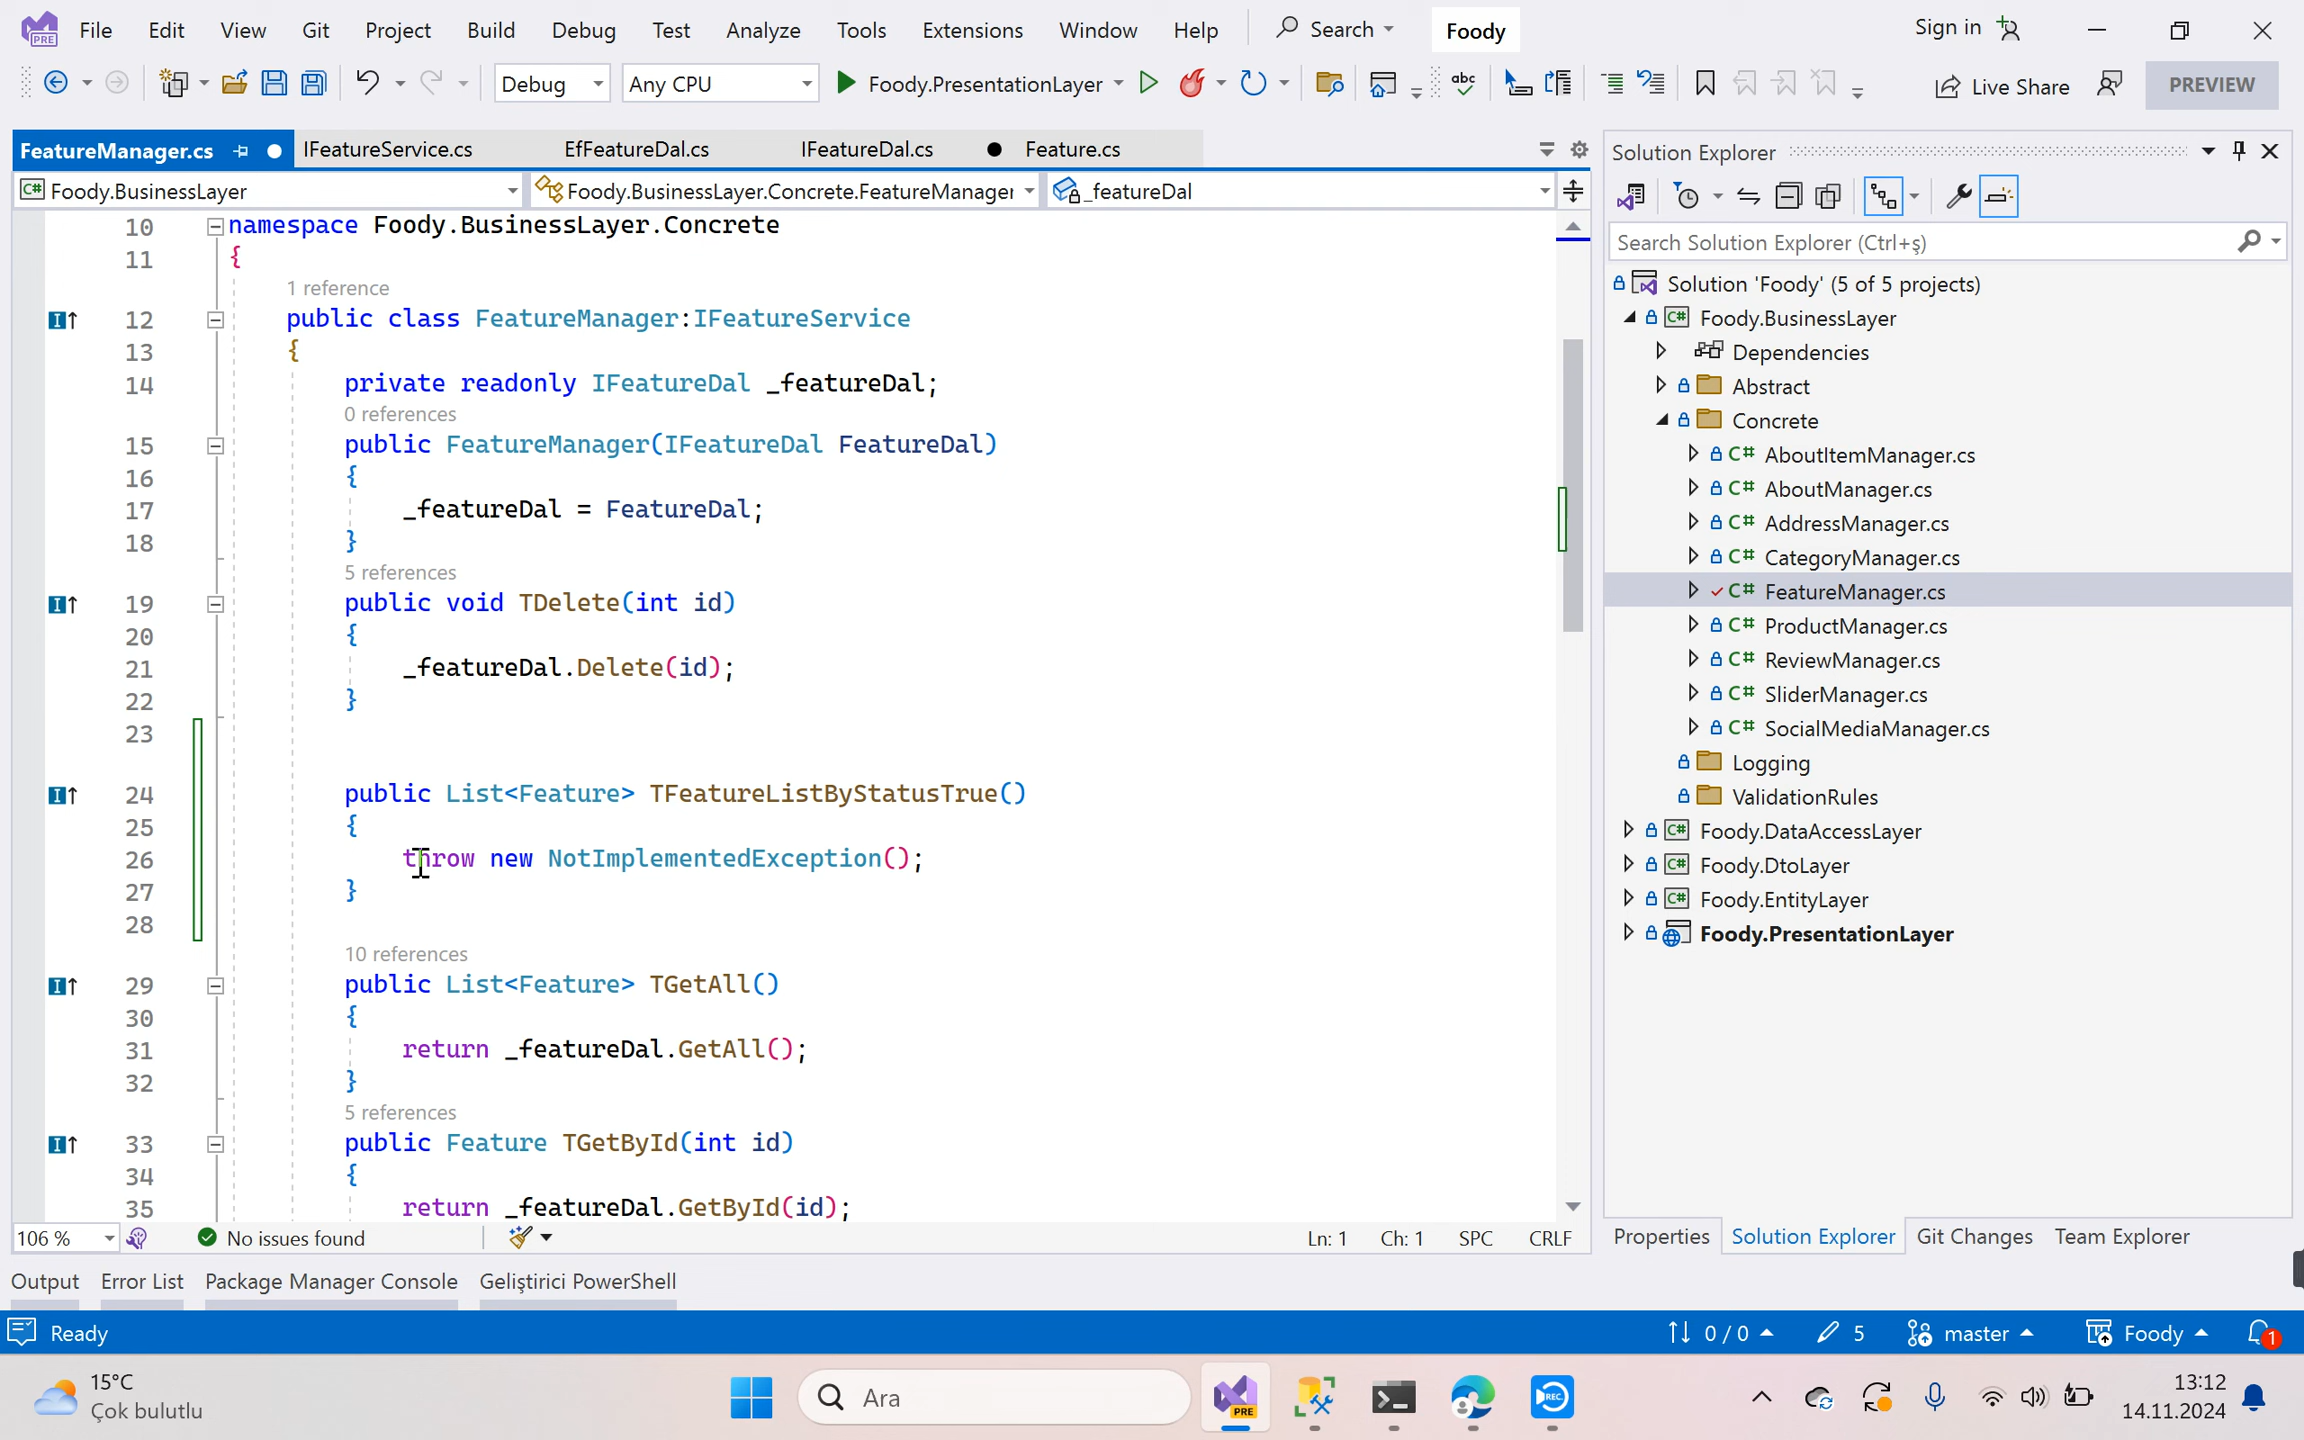 File Edit View Git Project Build Debug Test Analyze Tools Extensions Window Help Search Foody Sign in
PRE
Debug Any CPU Foody.PresentationLayer abc Live Share PREVIEW
FeatureManager.cs IFeatureService.cs EfFeatureDal.cs IFeatureDal.cs Feature.cs
C# Foody.BusinessLayer Foody.BusinessLayer.Concrete.FeatureManager _featureDal
10 namespace Foody.BusinessLayer.Concrete
11 {
1 reference
12 public class FeatureManager:IFeatureService
13 {
14 private readonly IFeatureDal _featureDal;
0 references
15 public FeatureManager(IFeatureDal FeatureDal)
16 {
17 _featureDal = FeatureDal;
18 }
5 references
19 public void TDelete(int id)
20 {
21 _featureDal.Delete(id);
22 }
23
24 public List<Feature> TFeatureListByStatusTrue()
25 {
26 throw new NotImplementedException();
27 }
28
10 references
29 public List<Feature> TGetAll()
30 {
31 return _featureDal.GetAll();
32 }
5 references
33 public Feature TGetById(int id)
34 {
35 return _featureDal.GetById(id);
106 % No issues found Ln: 1 Ch: 1 SPC CRLF
Solution Explorer
Search Solution Explorer (Ctrl+ş)
Solution 'Foody' (5 of 5 projects)
C# Foody.BusinessLayer
Dependencies
Abstract
Concrete
C# AboutItemManager.cs
C# AboutManager.cs
C# AddressManager.cs
C# CategoryManager.cs
C# FeatureManager.cs
C# ProductManager.cs
C# ReviewManager.cs
C# SliderManager.cs
C# SocialMediaManager.cs
Logging
ValidationRules
C# Foody.DataAccessLayer
C# Foody.DtoLayer
C# Foody.EntityLayer
Foody.PresentationLayer
Properties Solution Explorer Git Changes Team Explorer
Output Error List Package Manager Console Geliştirici PowerShell
Ready 0 / 0 5 master Foody 1
15°C
Çok bulutlu
Ara
PRE
REC
13:12
14.11.2024